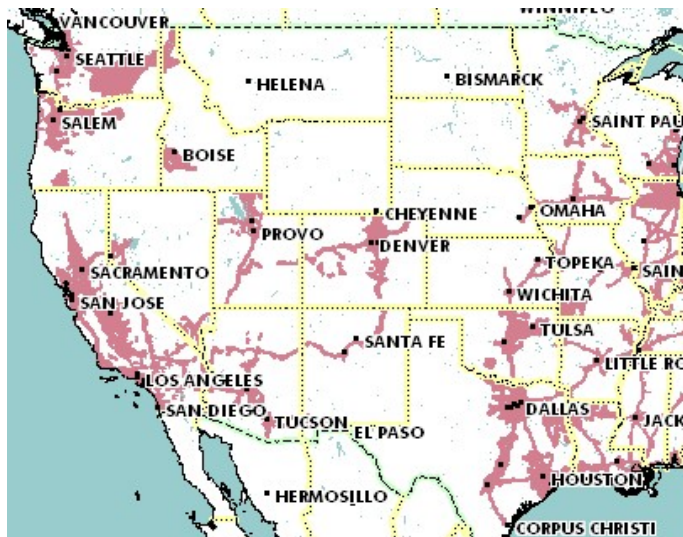 WINNIPEG
VANCOUVER
SEATTLE
HELENA
BISMARCK
SALEM
SAINT PAU
BOISE
CHEYENNE
OMAHA
PROVO
DENVER
SACRAMENTO
TOPEKA
SAIN
SAN JOSE
WICHITA
TULSA
SANTA FE
LITTLE RO
LOS ANGELES
SAN DIEGO
TUCSON
DALLAS
JACK
EL PASO
HOUSTON
HERMOSILLO
CORPUS CHRISTI